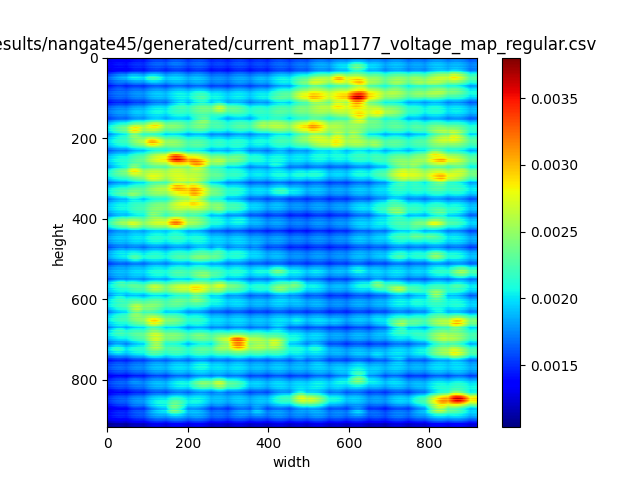 esults/nangate45/generated/current_map1177_voltage_map_regular.csv
0
200
400
600
800
height
0 200 400 600 800
width
0.0035
0.0030
0.0025
0.0020
0.0015